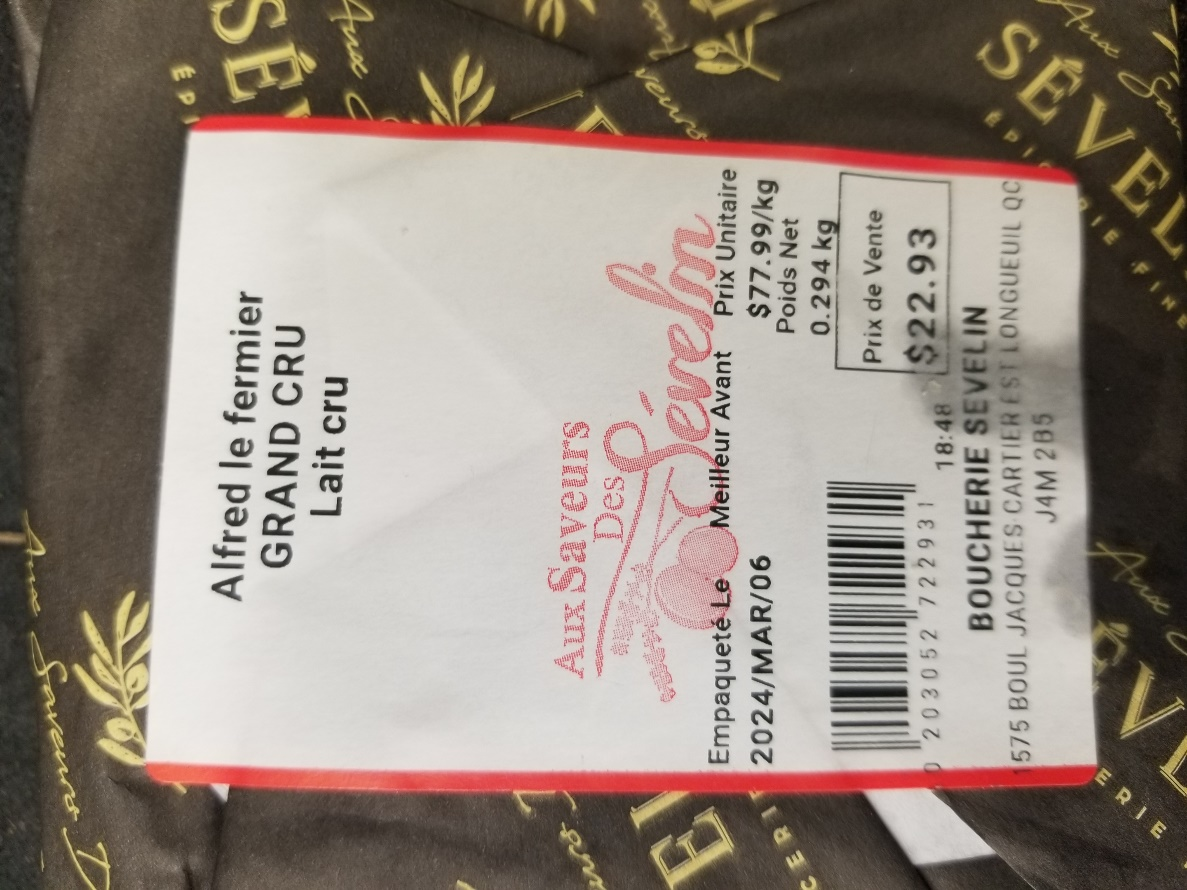 Alfred le fermier
GRAND CRU
Lait cru
Aux Saveurs
Des
Sévelin
Empaqueté Le Meilleur Avant Prix Unitaire
2024/MAR/06 $77.99/kg
Poids Net
0.294 kg
Prix de Vente
$22.93
0 203052 722931 18:48
BOUCHERIE SEVELIN
1575 BOUL JACQUES-CARTIER EST LONGUEUIL QC
J4M 2B5